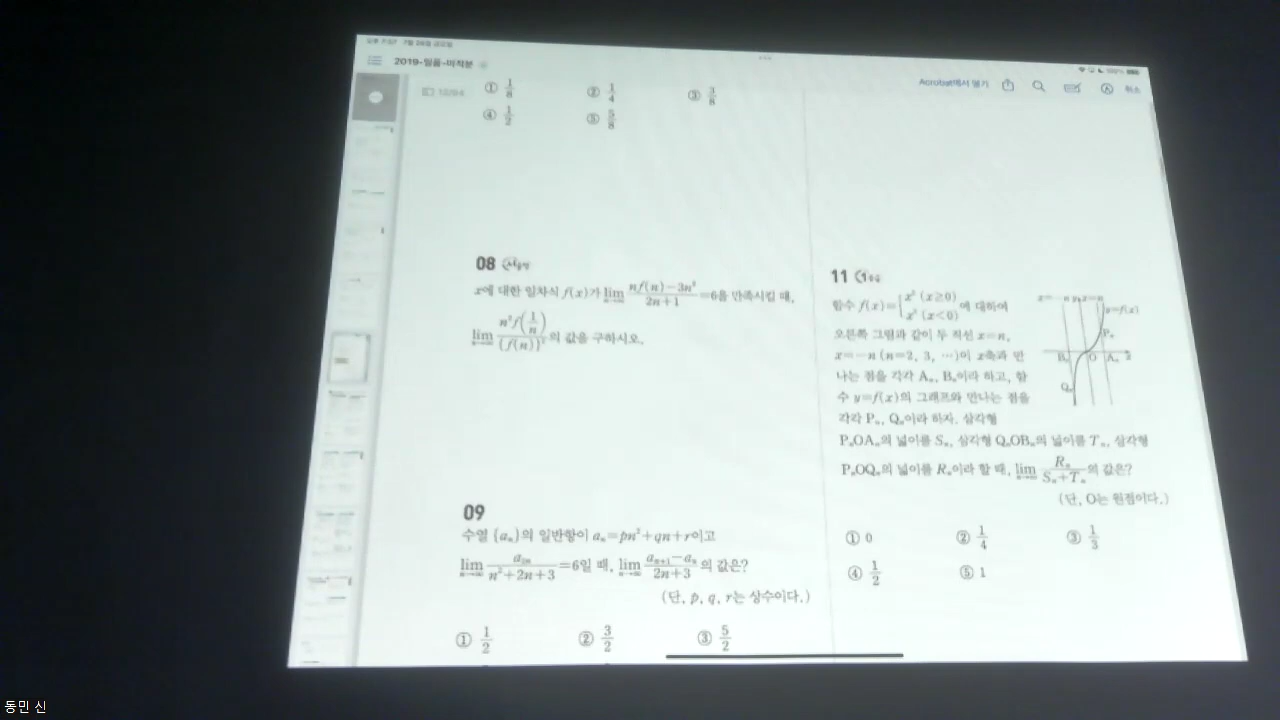 2019-일품-미적분
Acrobat에서 열기
취소
12/94
① 1/8 ② 1/4 ③ 3/8
④ 1/2 ⑤ 5/8
08
x에 대한 일차식 f(x)가 lim n→∞ (nf(n)-3n²)/(2n+1)=6을 만족시킬 때,
lim n→∞ n²f(1/n)/{f(n)}²의 값을 구하시오.
09
수열 {aₙ}의 일반항이 aₙ=pn²+qn+r이고
lim n→∞ a₂ₙ/(n²+2n+3)=6일 때, lim n→∞ (aₙ₊₁-aₙ)/(2n+3)의 값은?
(단, p, q, r는 상수이다.)
① 1/2 ② 3/2 ③ 5/2
11
함수 f(x)={x² (x≥0) x³ (x<0)에 대하여
오른쪽 그림과 같이 두 직선 x=n,
x=-n (n=2, 3, …)이 x축과 만
나는 점을 각각 Aₙ, Bₙ이라 하고, 함
수 y=f(x)의 그래프와 만나는 점을
각각 Pₙ, Qₙ이라 하자. 삼각형
PₙOAₙ의 넓이를 Sₙ, 삼각형 QₙOBₙ의 넓이를 Tₙ, 삼각형
PₙOQₙ의 넓이를 Rₙ이라 할 때, lim n→∞ Rₙ/(Sₙ+Tₙ)의 값은?
(단, O는 원점이다.)
x=-n y x=n
y=f(x)
Pₙ
Bₙ O Aₙ x
Qₙ
① 0 ② 1/4 ③ 1/3
④ 1/2 ⑤ 1
동민 신